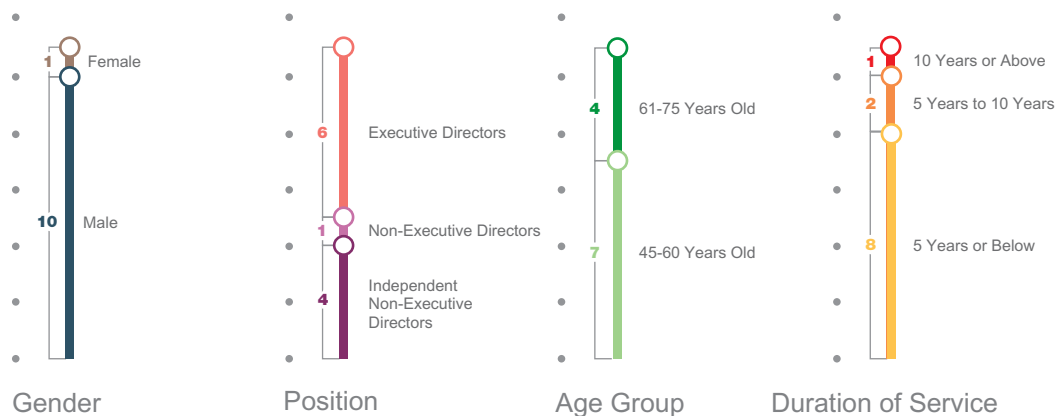 1 Female
10 Male
Gender
6 Executive Directors
1 Non-Executive Directors
4 Independent
Non-Executive
Directors
Position
4 61-75 Years Old
7 45-60 Years Old
Age Group
1 10 Years or Above
2 5 Years to 10 Years
8 5 Years or Below
Duration of Service